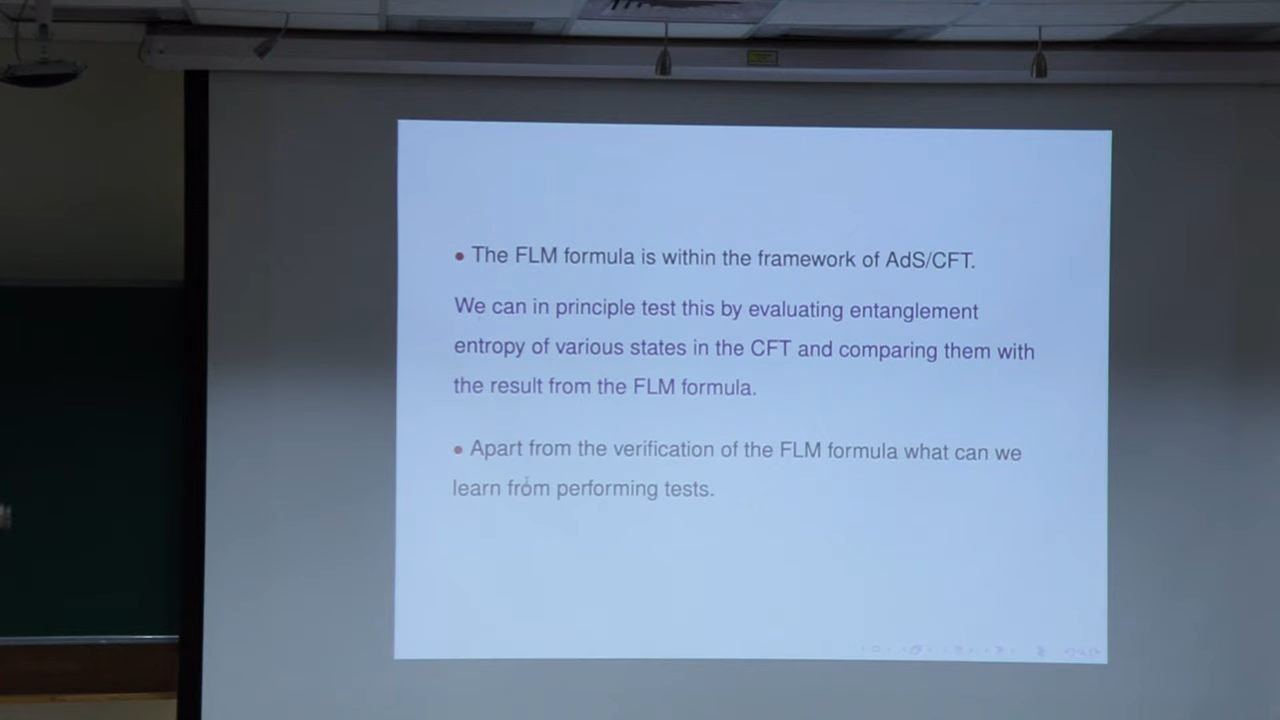 • The FLM formula is within the framework of AdS/CFT.
We can in principle test this by evaluating entanglement
entropy of various states in the CFT and comparing them with
the result from the FLM formula.
• Apart from the verification of the FLM formula what can we
learn from performing tests.